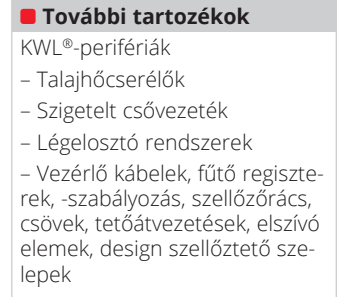 További tartozékok
KWL®-perifériák
– Talajhőcserélők
– Szigetelt csővezeték
– Légelosztó rendszerek
– Vezérlő kábelek, fűtő regiszte-
rek, -szabályozás, szellőzőrács,
csövek, tetőátvezetések, elszívó
elemek, design szellőztető sze-
lepek